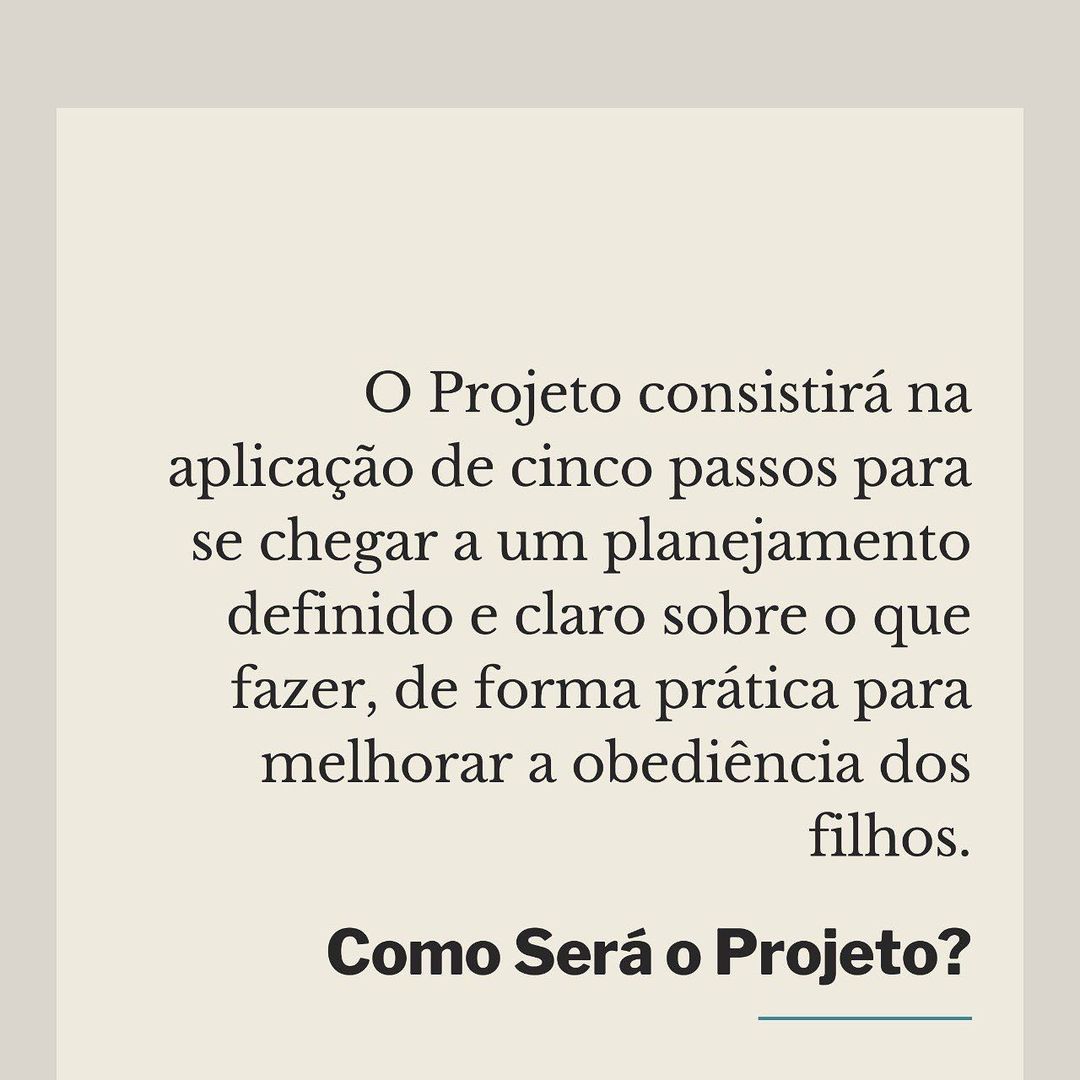 O Projeto consistirá na
aplicação de cinco passos para
se chegar a um planejamento
definido e claro sobre o que
fazer, de forma prática para
melhorar a obediência dos
filhos.
Como Será o Projeto?